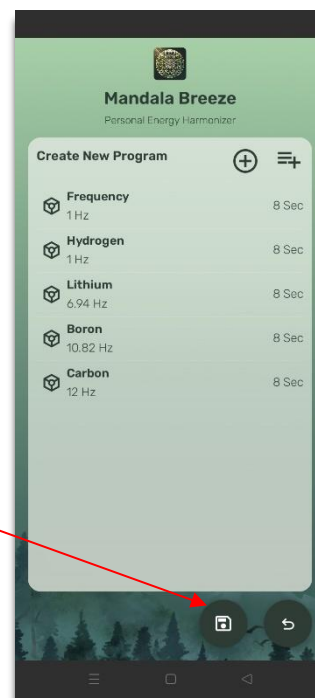 Mandala Breeze
Personal Energy Harmonizer
Create New Program
Frequency
1 Hz
8 Sec
Hydrogen
1 Hz
8 Sec
Lithium
6.94 Hz
8 Sec
Boron
10.82 Hz
8 Sec
Carbon
12 Hz
8 Sec